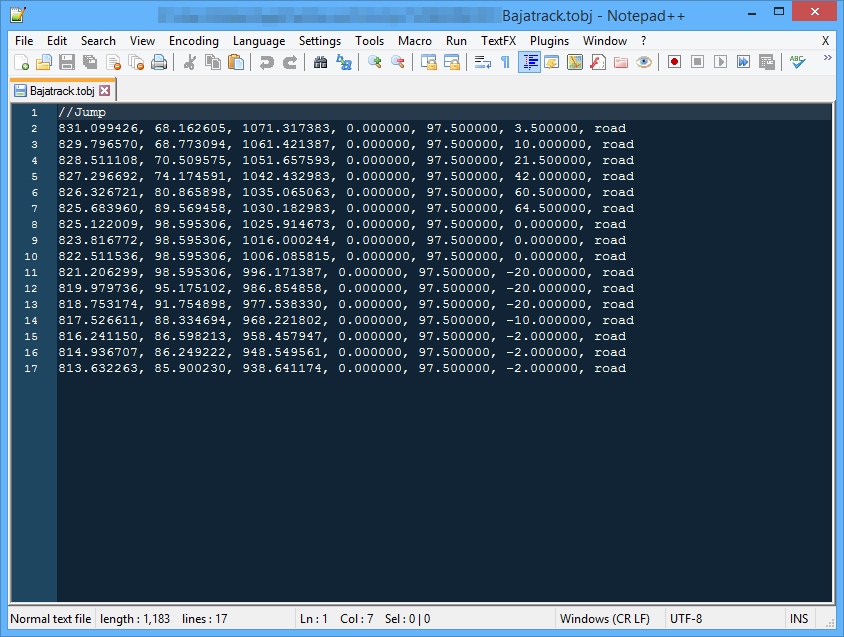 Bajatrack.tobj - Notepad++
File Edit Search View Encoding Language Settings Tools Macro Run TextFX Plugins Window ? X
Bajatrack.tobj
1 //Jump
2 831.099426, 68.162605, 1071.317383, 0.000000, 97.500000, 3.500000, road
3 829.796570, 68.773094, 1061.421387, 0.000000, 97.500000, 10.000000, road
4 828.511108, 70.509575, 1051.657593, 0.000000, 97.500000, 21.500000, road
5 827.296692, 74.174591, 1042.432983, 0.000000, 97.500000, 42.000000, road
6 826.326721, 80.865898, 1035.065063, 0.000000, 97.500000, 60.500000, road
7 825.683960, 89.569458, 1030.182983, 0.000000, 97.500000, 64.500000, road
8 825.122009, 98.595306, 1025.914673, 0.000000, 97.500000, 0.000000, road
9 823.816772, 98.595306, 1016.000244, 0.000000, 97.500000, 0.000000, road
10 822.511536, 98.595306, 1006.085815, 0.000000, 97.500000, 0.000000, road
11 821.206299, 98.595306, 996.171387, 0.000000, 97.500000, -20.000000, road
12 819.979736, 95.175102, 986.854858, 0.000000, 97.500000, -20.000000, road
13 818.753174, 91.754898, 977.538330, 0.000000, 97.500000, -20.000000, road
14 817.526611, 88.334694, 968.221802, 0.000000, 97.500000, -10.000000, road
15 816.241150, 86.598213, 958.457947, 0.000000, 97.500000, -2.000000, road
16 814.936707, 86.249222, 948.549561, 0.000000, 97.500000, -2.000000, road
17 813.632263, 85.900230, 938.641174, 0.000000, 97.500000, -2.000000, road
Normal text file length : 1,183 lines : 17 Ln : 1 Col : 7 Sel : 0 | 0 Windows (CR LF) UTF-8 INS